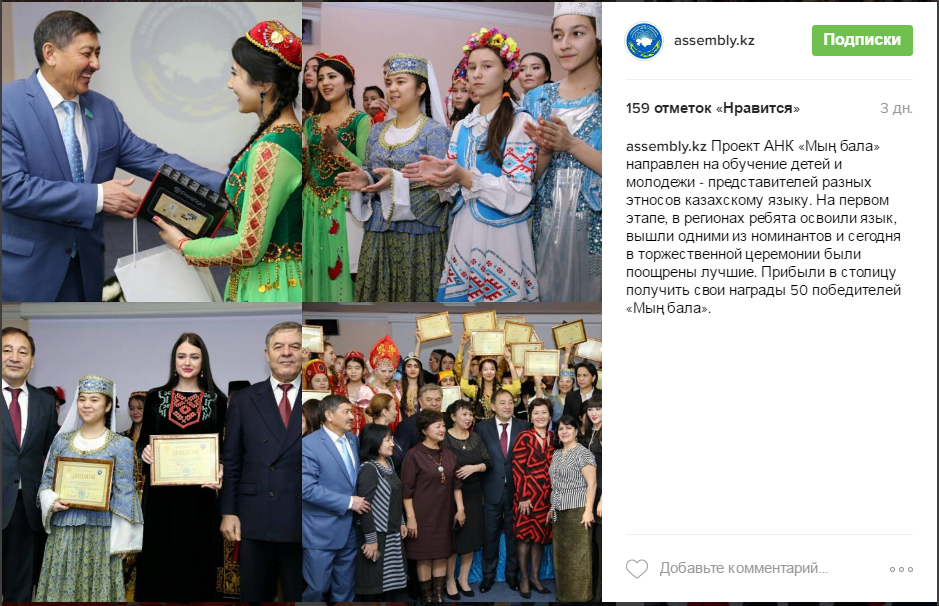 assembly.kz
Подписки
159 отметок «Нравится»
3 дн.
assembly.kz Проект АНК «Мың бала»
направлен на обучение детей и
молодежи - представителей разных
этносов казахскому языку. На первом
этапе, в регионах ребята освоили язык,
вышли одними из номинантов и сегодня
в торжественной церемонии были
поощрены лучшие. Прибыли в столицу
получить свои награды 50 победителей
«Мың бала».
Добавьте комментарий...
ДИПЛОМ
ДИПЛОМ